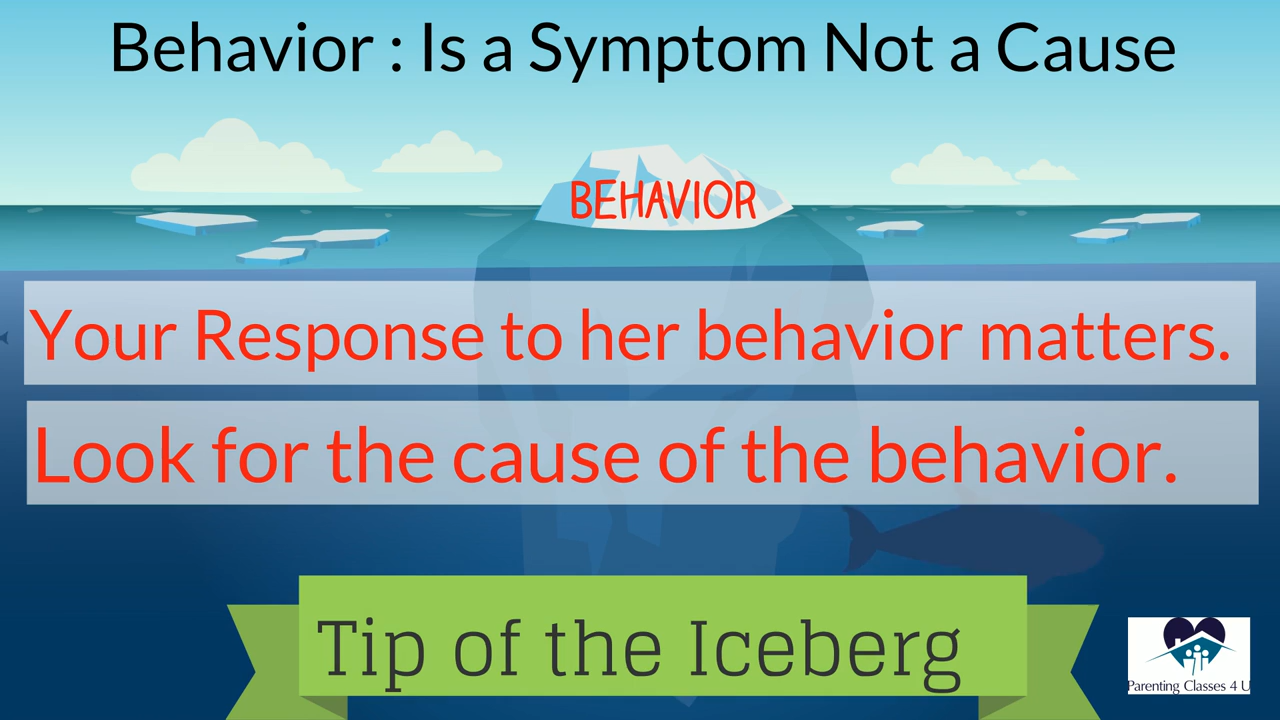 Behavior : Is a Symptom Not a Cause
BEHAVIOR
Your Response to her behavior matters.
Look for the cause of the behavior.
Tip of the Iceberg
Parenting Classes 4 U